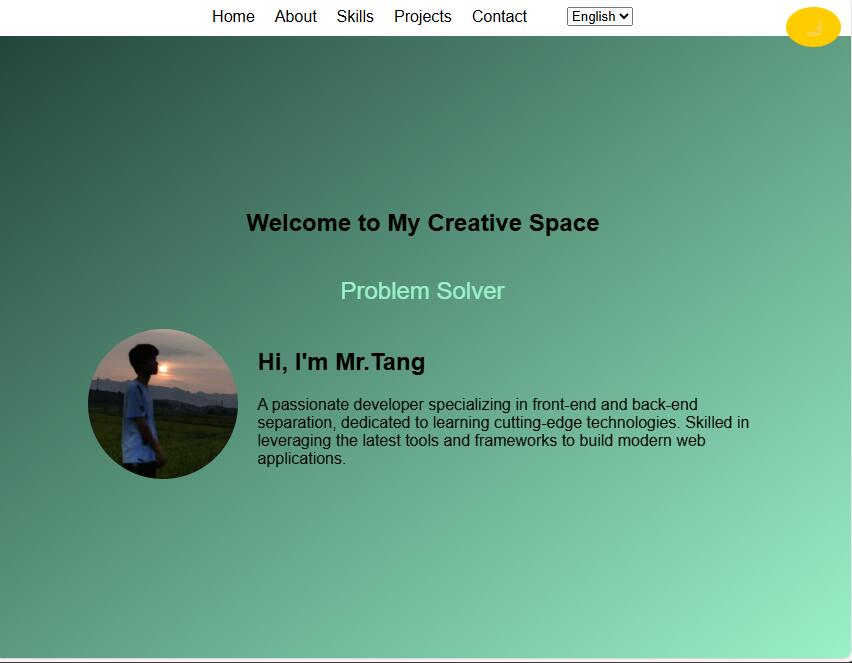 Home About Skills Projects Contact English
Welcome to My Creative Space
Problem Solver
Hi, I'm Mr.Tang
A passionate developer specializing in front-end and back-end
separation, dedicated to learning cutting-edge technologies. Skilled in
leveraging the latest tools and frameworks to build modern web
applications.